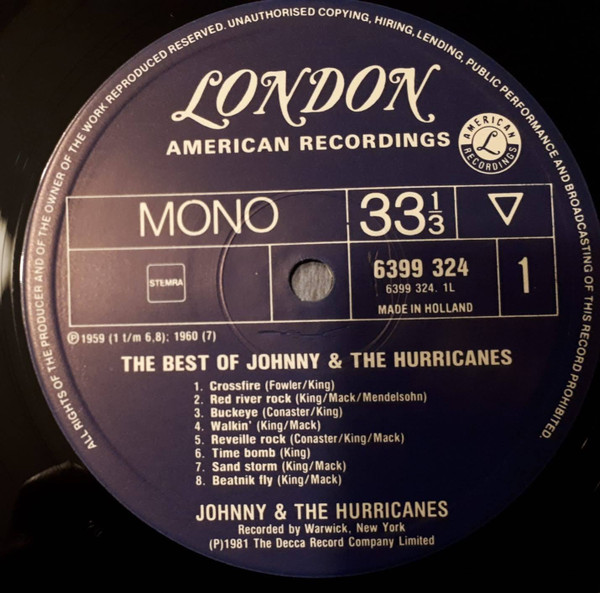 ALL RIGHTS OF THE PRODUCER AND OF THE OWNER OF THE WORK REPRODUCED RESERVED. UNAUTHORISED COPYING, HIRING, LENDING, PUBLIC PERFORMANCE AND BROADCASTING OF THIS RECORD PROHIBITED.
LONDON
AMERICAN RECORDINGS
AMERICAN
L
RECORDINGS
MONO
33 1/3
STEMRA
6399 324
6399 324. 1L
MADE IN HOLLAND
1
℗ 1959 (1 t/m 6,8); 1960 (7)
THE BEST OF JOHNNY & THE HURRICANES
1. Crossfire (Fowler/King)
2. Red river rock (King/Mack/Mendelsohn)
3. Buckeye (Conaster/King)
4. Walkin' (King/Mack)
5. Reveille rock (Conaster/King/Mack)
6. Time bomb (King)
7. Sand storm (King/Mack)
8. Beatnik fly (King/Mack)
JOHNNY & THE HURRICANES
Recorded by Warwick, New York
(P)1981 The Decca Record Company Limited